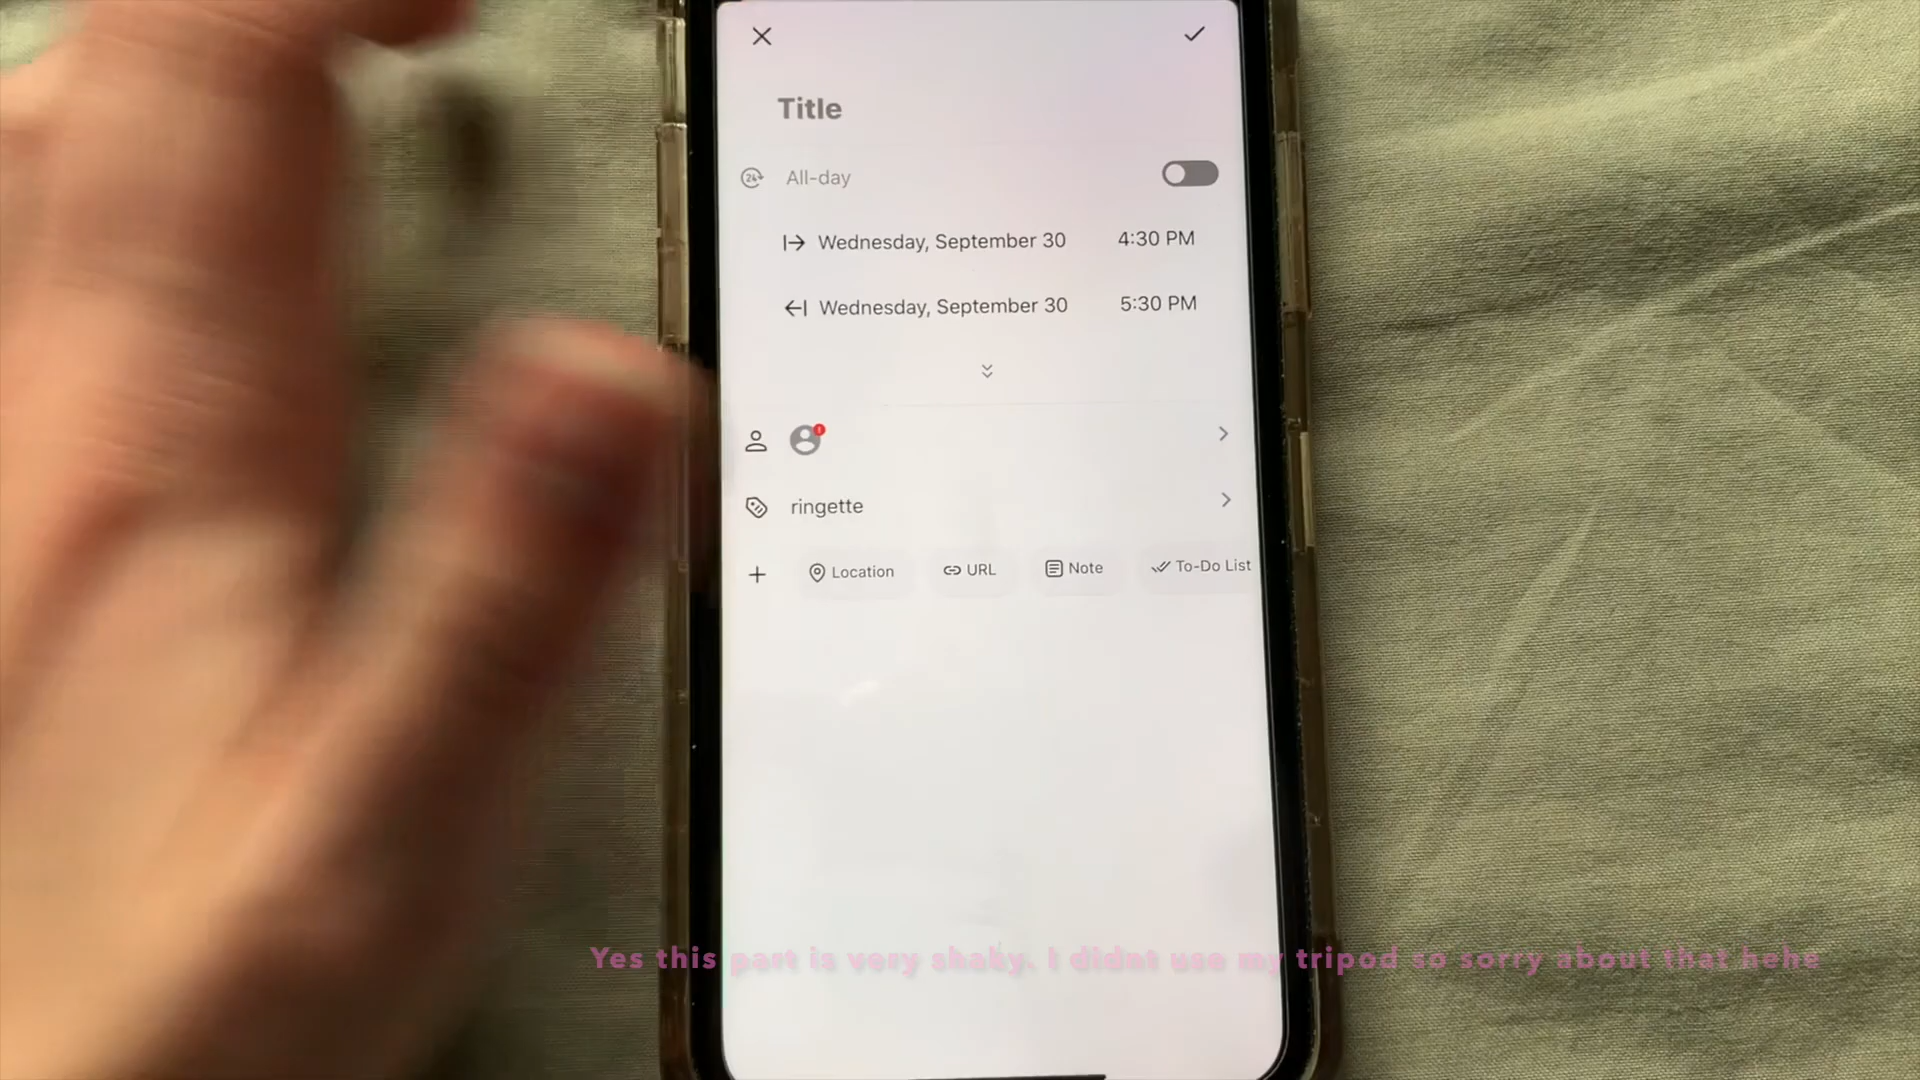 Title
24 All-day
Wednesday, September 30 4:30 PM
Wednesday, September 30 5:30 PM
ringette
Location URL Note To-Do List
Yes this part is very shaky. I didnt use my tripod so sorry about that hehe